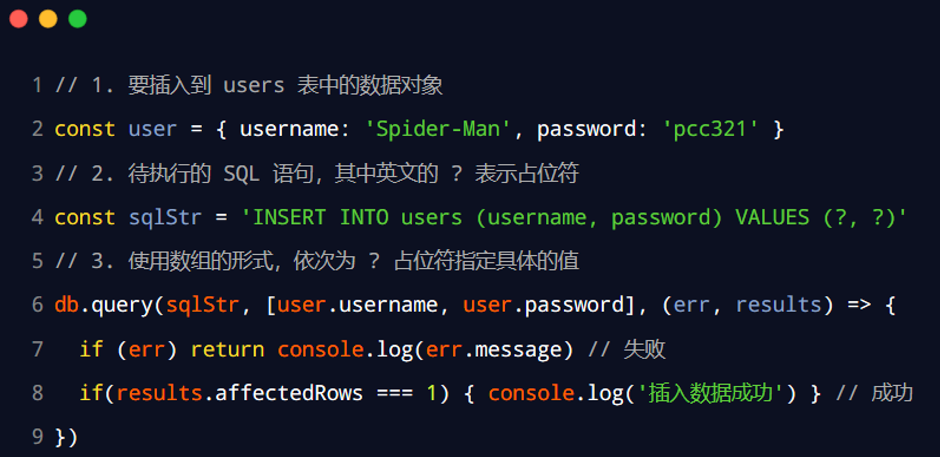 1 // 1. 要插入到 users 表中的数据对象
2 const user = { username: 'Spider-Man', password: 'pcc321' }
3 // 2. 待执行的 SQL 语句，其中英文的 ? 表示占位符
4 const sqlStr = 'INSERT INTO users (username, password) VALUES (?, ?)'
5 // 3. 使用数组的形式，依次为 ? 占位符指定具体的值
6 db.query(sqlStr, [user.username, user.password], (err, results) => {
7   if (err) return console.log(err.message) // 失败
8   if(results.affectedRows === 1) { console.log('插入数据成功') } // 成功
9 })